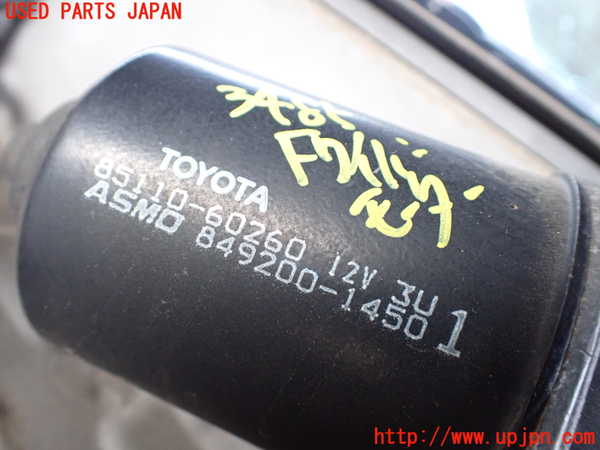 USED PARTS JAPAN
TOYOTA
85110-60260 12V 3U
ASMO 849200-1450 1
http://www.upjpn.com/